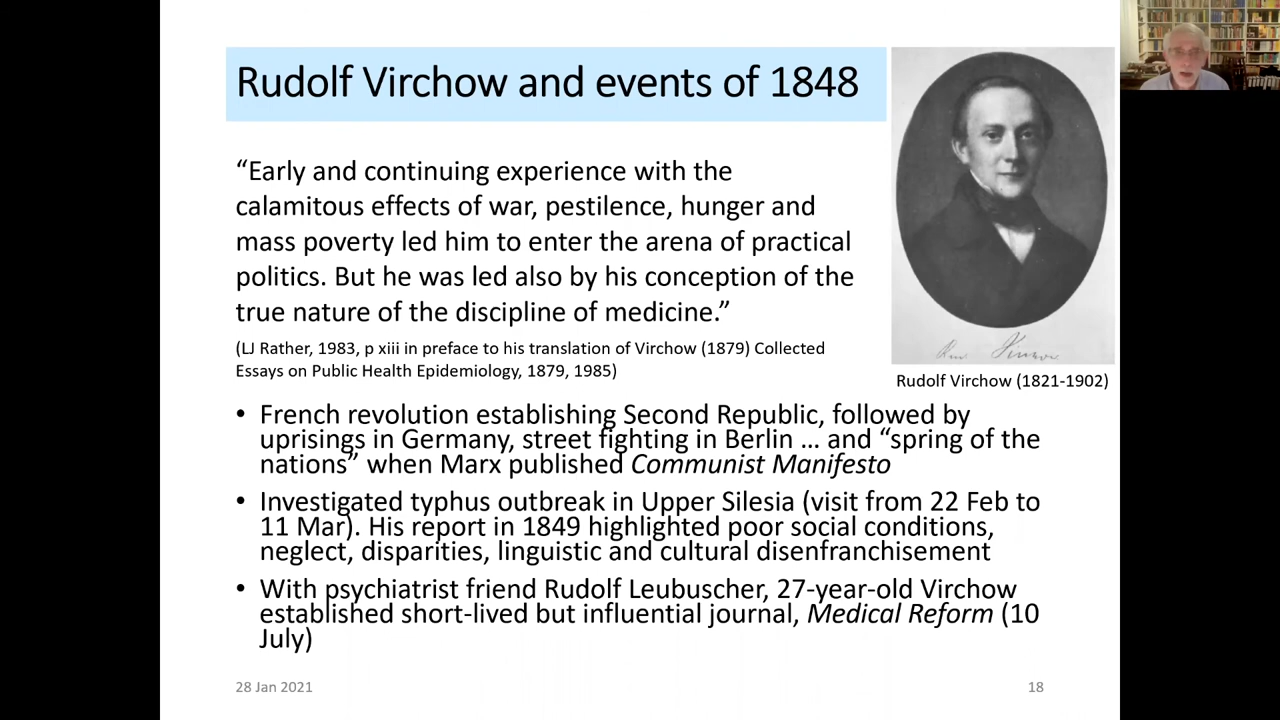 Rudolf Virchow and events of 1848
“Early and continuing experience with the
calamitous effects of war, pestilence, hunger and
mass poverty led him to enter the arena of practical
politics. But he was led also by his conception of the
true nature of the discipline of medicine.”
(LJ Rather, 1983, p xiii in preface to his translation of Virchow (1879) Collected
Essays on Public Health Epidemiology, 1879, 1985)
Rudolf Virchow (1821-1902)
• French revolution establishing Second Republic, followed by
uprisings in Germany, street fighting in Berlin ... and “spring of the
nations” when Marx published Communist Manifesto
• Investigated typhus outbreak in Upper Silesia (visit from 22 Feb to
11 Mar). His report in 1849 highlighted poor social conditions,
neglect, disparities, linguistic and cultural disenfranchisement
• With psychiatrist friend Rudolf Leubuscher, 27-year-old Virchow
established short-lived but influential journal, Medical Reform (10
July)
28 Jan 2021
18